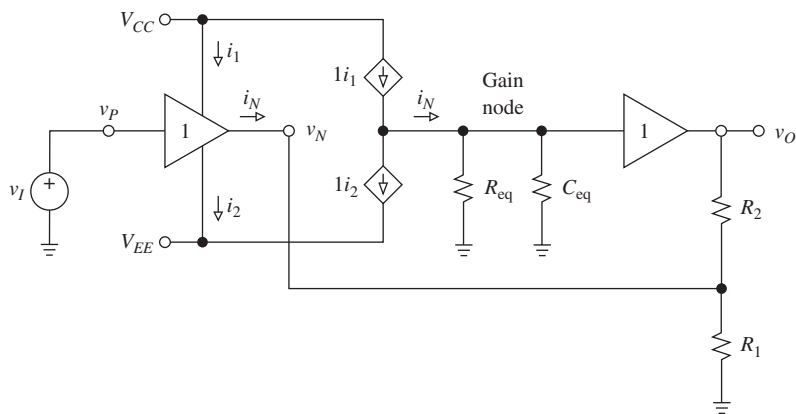 V_CC
i_1
1i_1
Gain
node
v_P
i_N
i_N
1
v_N
1
v_O
v_I
+
i_2
1i_2
R_eq
C_eq
R_2
V_EE
R_1